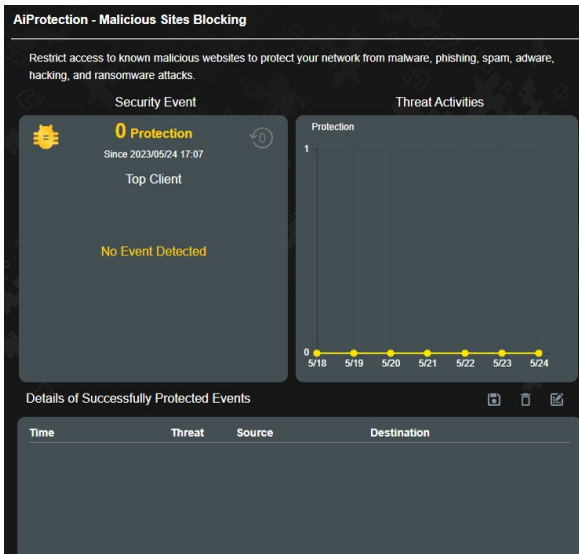 AiProtection - Malicious Sites Blocking
Restrict access to known malicious websites to protect your network from malware, phishing, spam, adware,
hacking, and ransomware attacks.
Security Event
0 Protection
Since 2023/05/24 17:07
Top Client
No Event Detected
0
Threat Activities
Protection
1
0
5/18 5/19 5/20 5/21 5/22 5/23 5/24
Details of Successfully Protected Events
Time Threat Source Destination